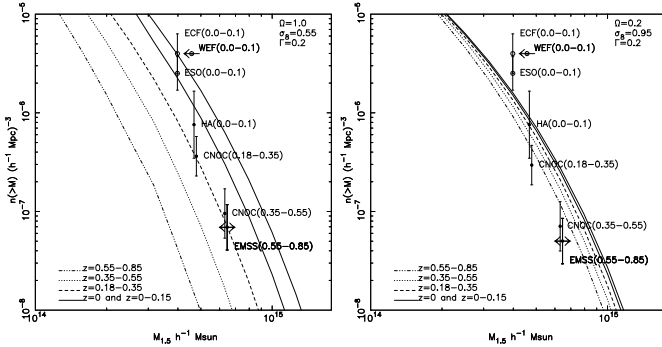 n(>M) (h⁻¹ Mpc)⁻³
10⁻⁵
10⁻⁶
10⁻⁷
10⁻⁸
ECF(0.0−0.1)
WEF(0.0−0.1)
ESO(0.0−0.1)
HA(0.0−0.1)
CNOC(0.18−0.35)
CNOC(0.35−0.55)
EMSS(0.55−0.85)
Ω=1.0
σ₈=0.55
Γ=0.2
z=0.55−0.85
z=0.35−0.55
z=0.18−0.35
z=0 and z=0−0.15
10¹⁴
10¹⁵
M₁.₅ h⁻¹ Msun
n(>M) (h⁻¹ Mpc)⁻³
10⁻⁵
10⁻⁶
10⁻⁷
10⁻⁸
ECF(0.0−0.1)
WEF(0.0−0.1)
ESO(0.0−0.1)
HA(0.0−0.1)
CNOC(0.18−0.35)
CNOC(0.35−0.55)
EMSS(0.55−0.85)
Ω=0.2
σ₈=0.95
Γ=0.2
z=0.55−0.85
z=0.35−0.55
z=0.18−0.35
z=0 and z=0−0.15
10¹⁴
10¹⁵
M₁.₅ h⁻¹ Msun